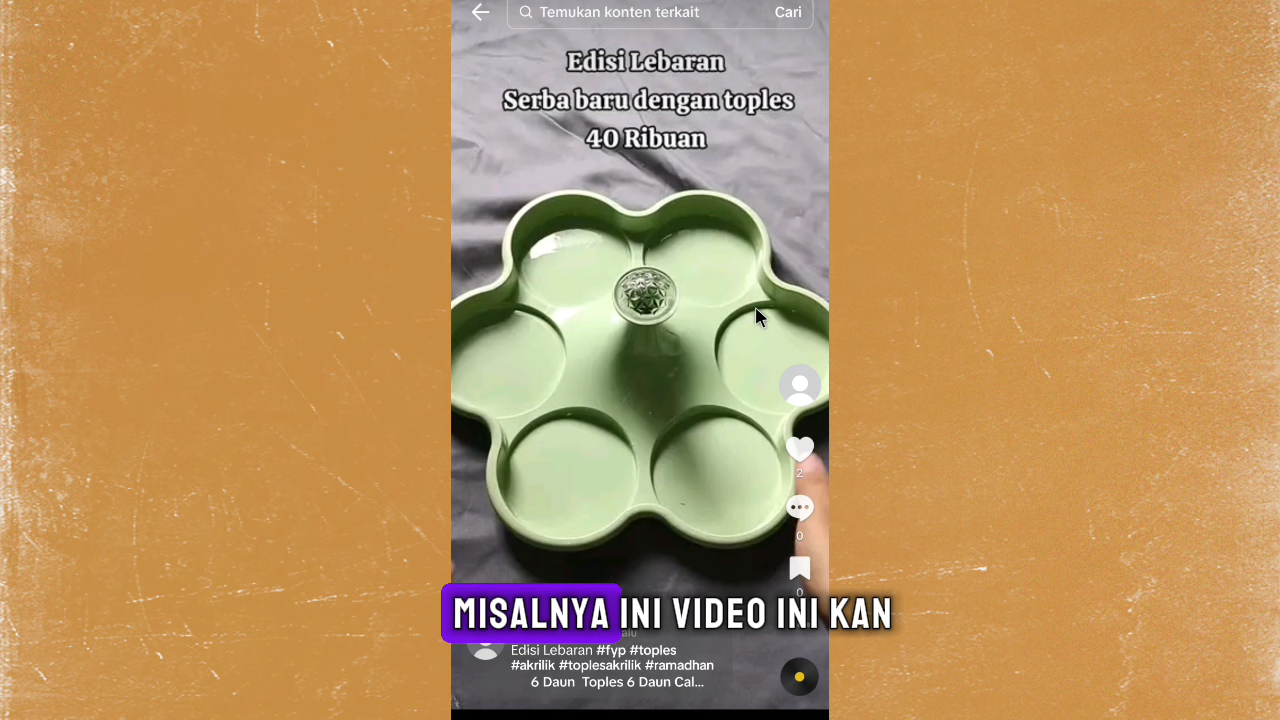 Temukan konten terkait Cari
Edisi Lebaran
Serba baru dengan toples
40 Ribuan
2
0
0
MISALNYA INI VIDEO INI KAN
alu
Edisi Lebaran #fyp #toples
#akrilik #toplesakrilik #ramadhan
6 Daun Toples 6 Daun Cal...